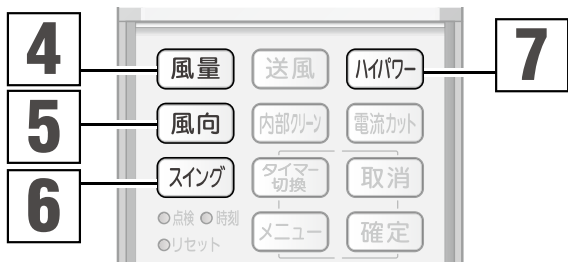 4
風量
送風
ハイパワー
7
5
風向
内部クリーン
電流カット
6
スイング
タイマー
切換
取消
点検
時刻
リセット
メニュー
確定